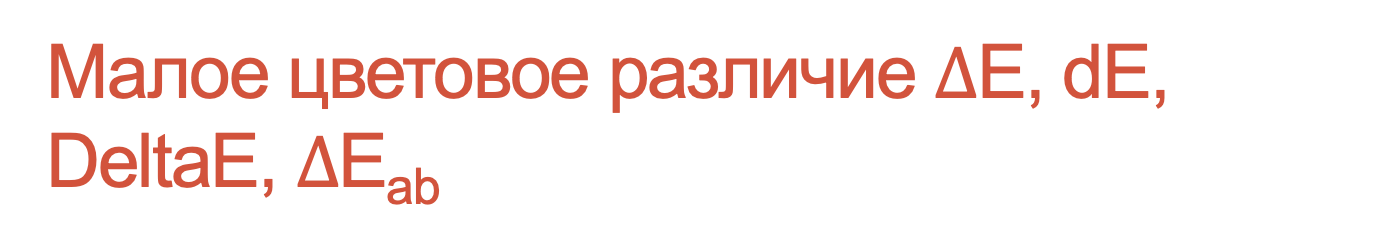 Малое цветовое различие ΔE, dE,
DeltaE, ΔEab